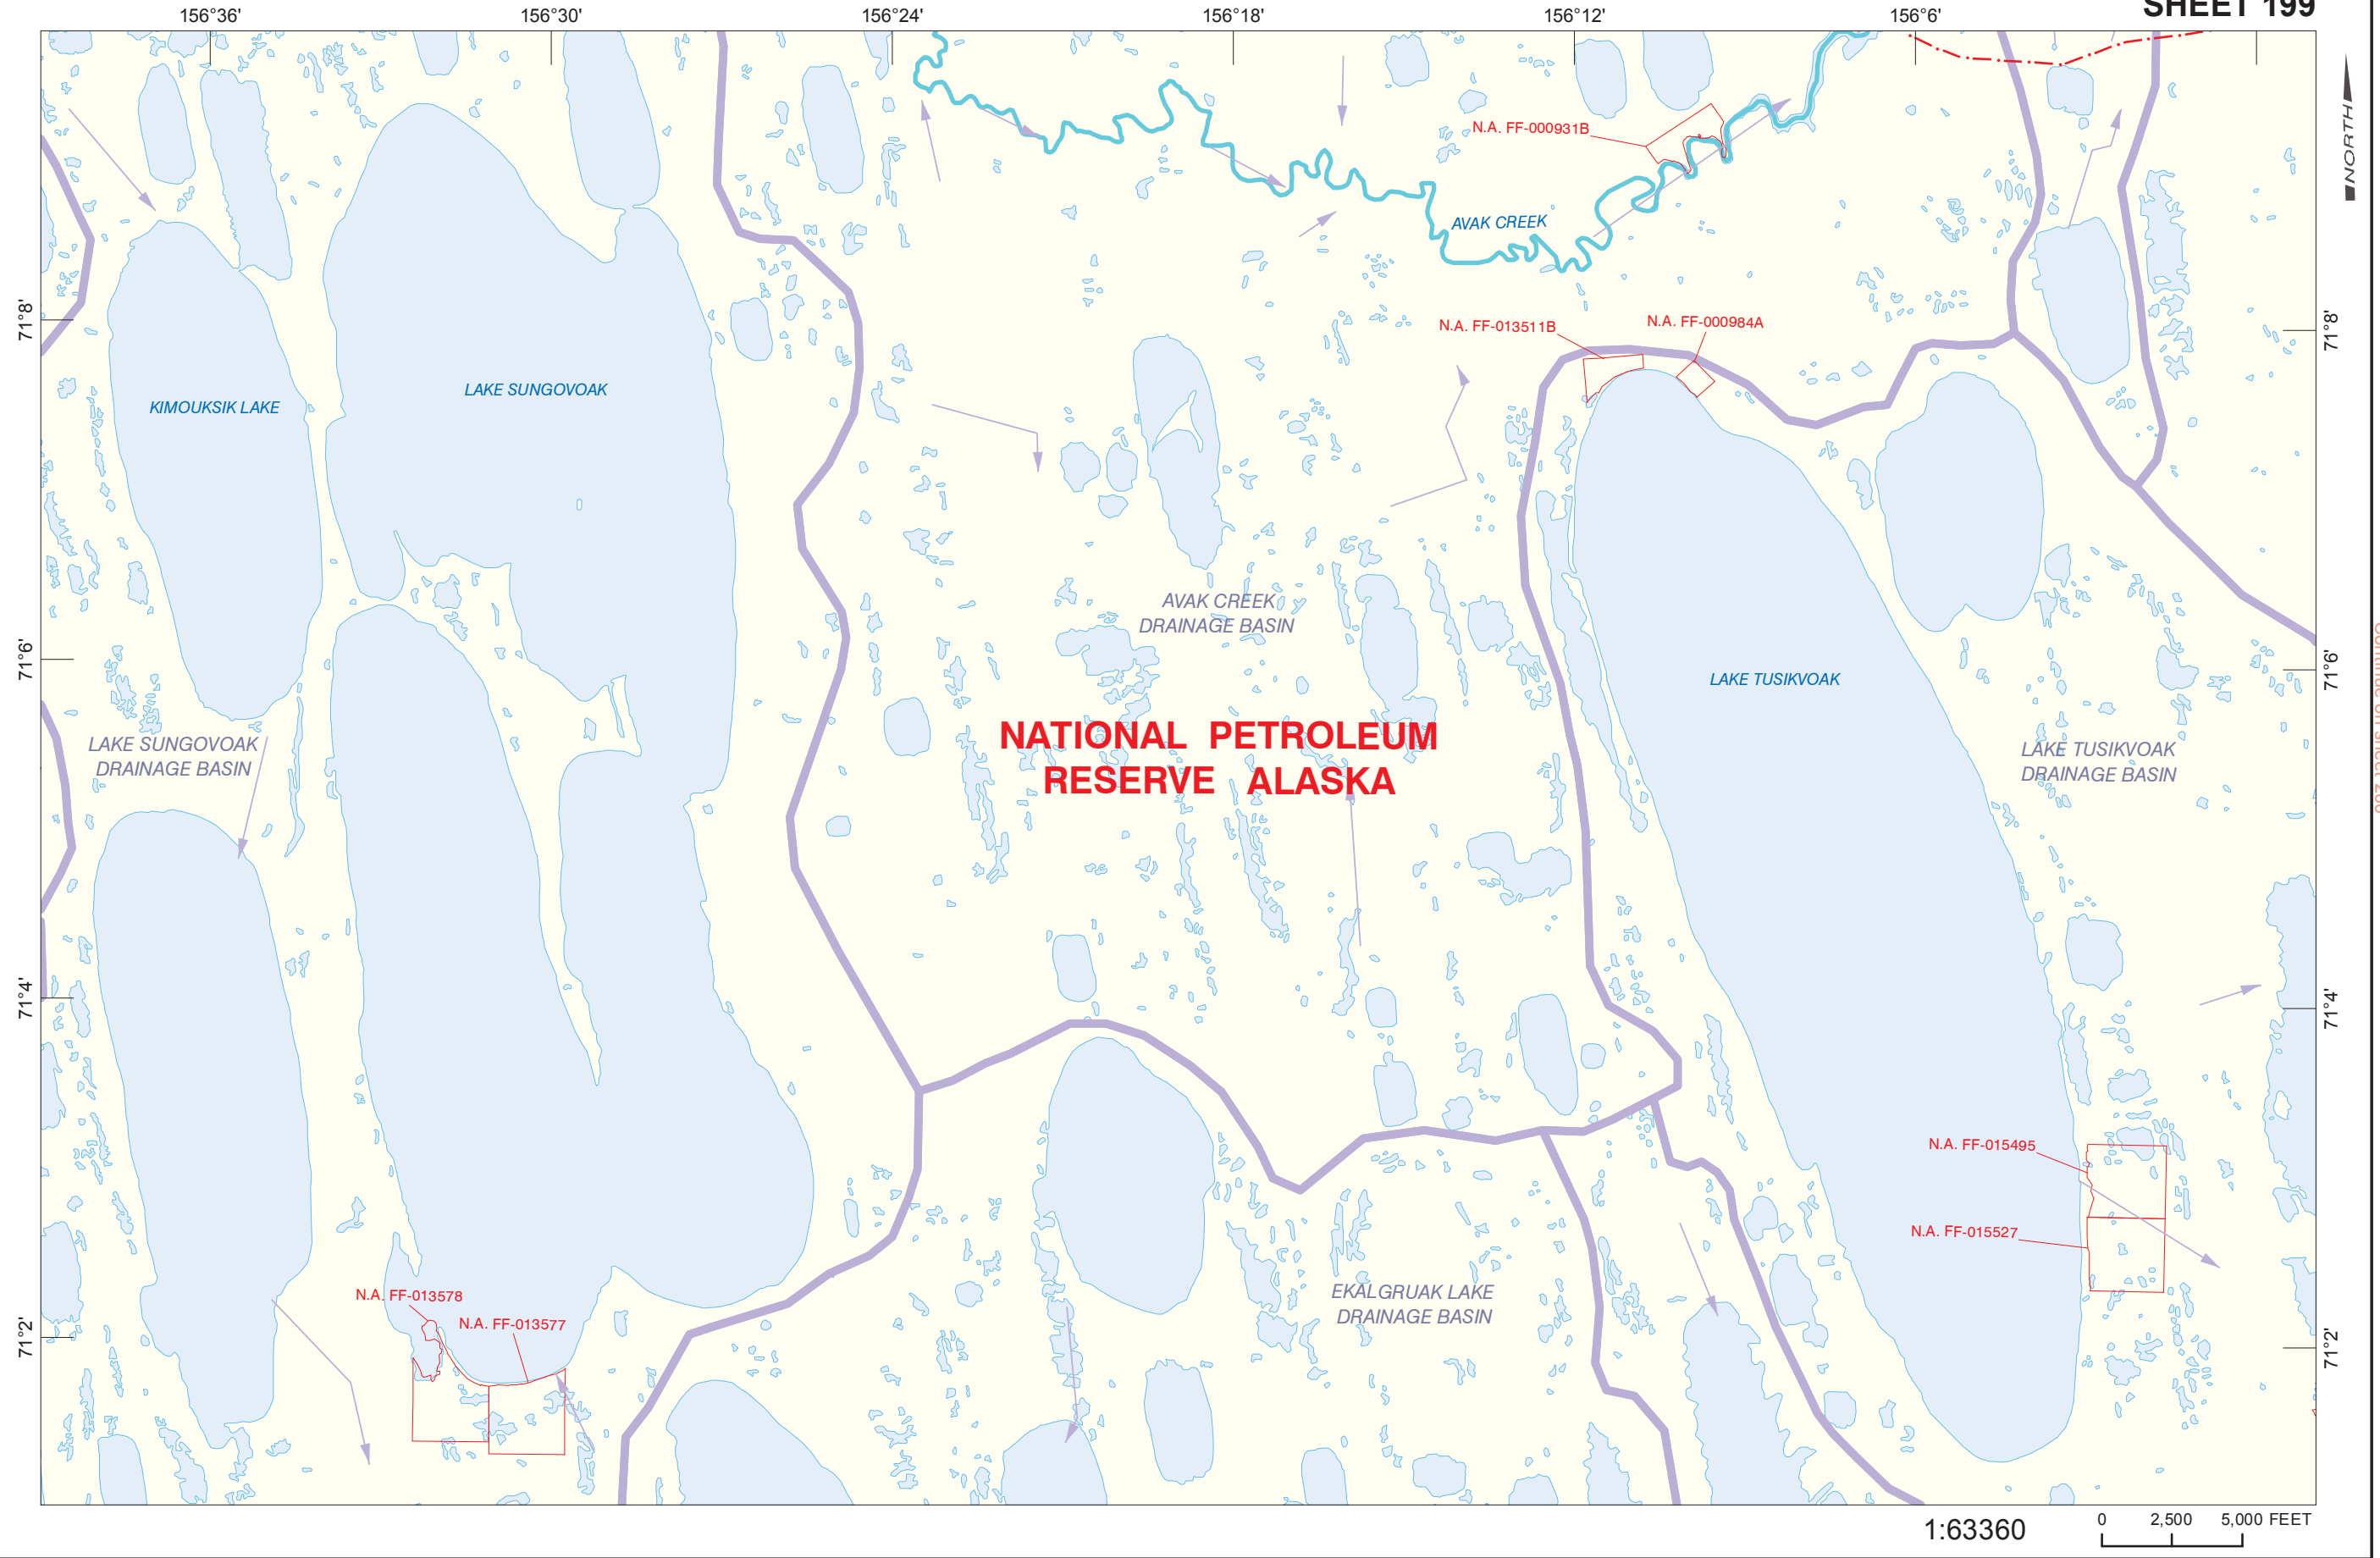 156°36'
156°30'
156°24'
156°18'
156°12'
156°6'
SHEET 199
NORTH
N.A. FF-000931B
AVAK CREEK
71°8'
71°8'
N.A. FF-013511B
N.A. FF-000984A
KIMOUKSIK LAKE
LAKE SUNGOVOAK
AVAK CREEK
DRAINAGE BASIN
71°6'
71°6'
LAKE TUSIKVOAK
NATIONAL PETROLEUM
RESERVE ALASKA
LAKE SUNGOVOAK
DRAINAGE BASIN
LAKE TUSIKVOAK
DRAINAGE BASIN
71°4'
71°4'
N.A. FF-015495
N.A. FF-015527
N.A. FF-013578
N.A. FF-013577
EKALGRUAK LAKE
DRAINAGE BASIN
71°2'
71°2'
1:63360
0 2,500 5,000 FEET